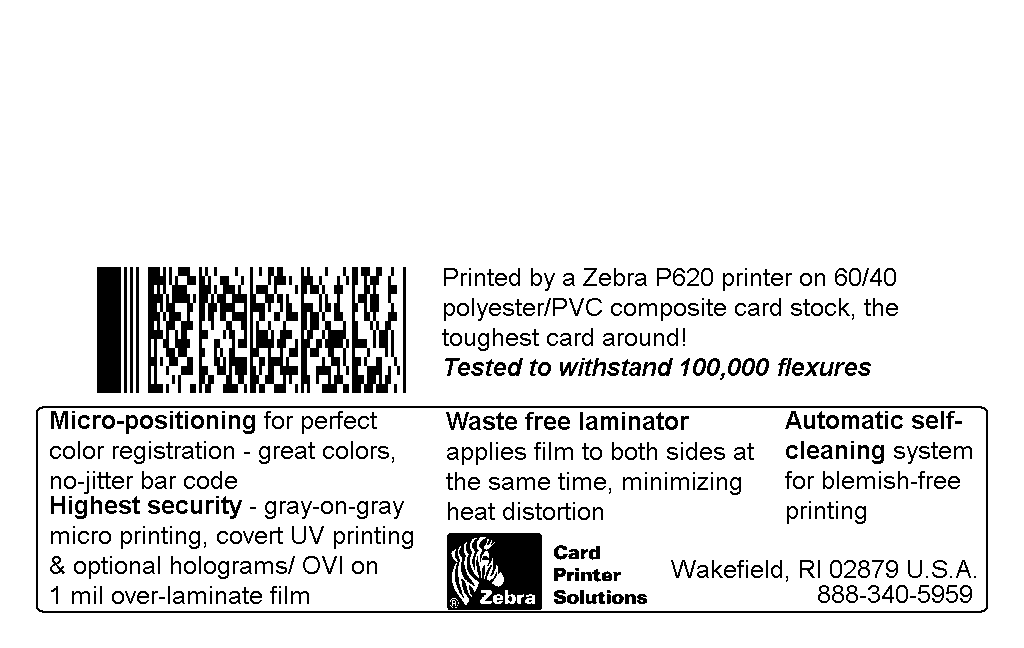 Printed by a Zebra P620 printer on 60/40
polyester/PVC composite card stock, the
toughest card around!
Tested to withstand 100,000 flexures
Micro-positioning for perfect
color registration - great colors,
no-jitter bar code
Highest security - gray-on-gray
micro printing, covert UV printing
& optional holograms/ OVI on
1 mil over-laminate film
Waste free laminator
applies film to both sides at
the same time, minimizing
heat distortion
Automatic self-
cleaning system
for blemish-free
printing
® Zebra
Card
Printer
Solutions
Wakefield, RI 02879 U.S.A.
888-340-5959